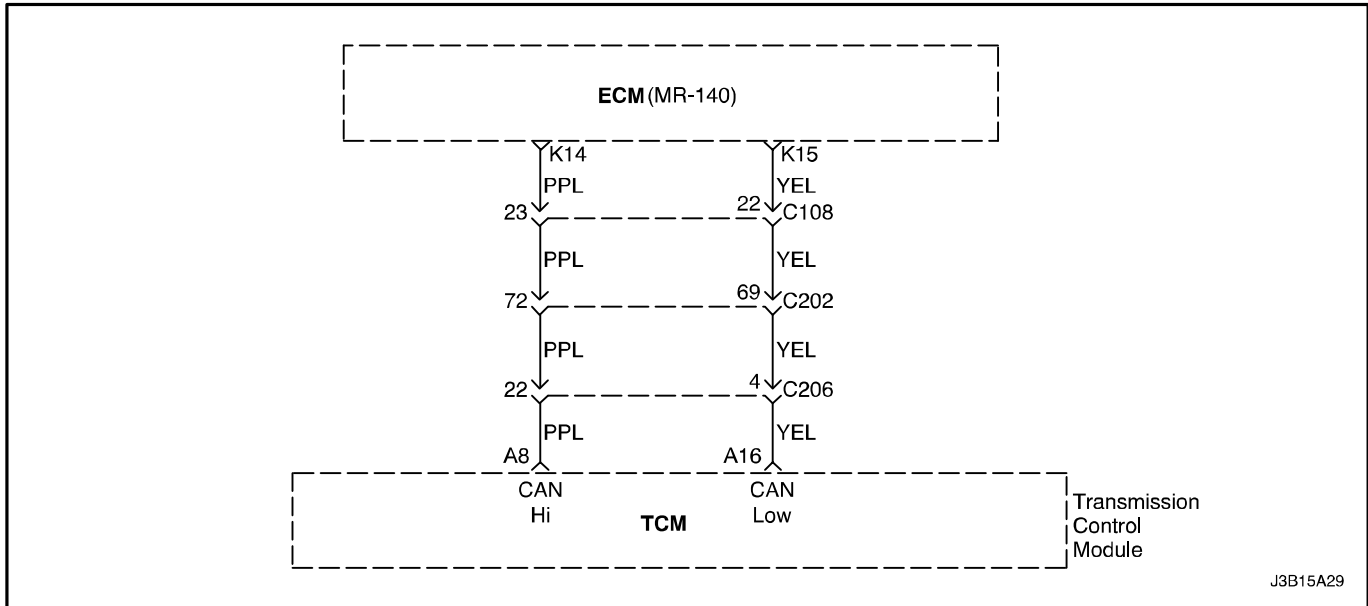 ECM (MR-140)
K14 K15
PPL YEL
23 22 C108
PPL YEL
72 69 C202
PPL YEL
22 4 C206
PPL YEL
A8 A16
CAN Hi
CAN Low
TCM
Transmission
Control
Module
J3B15A29